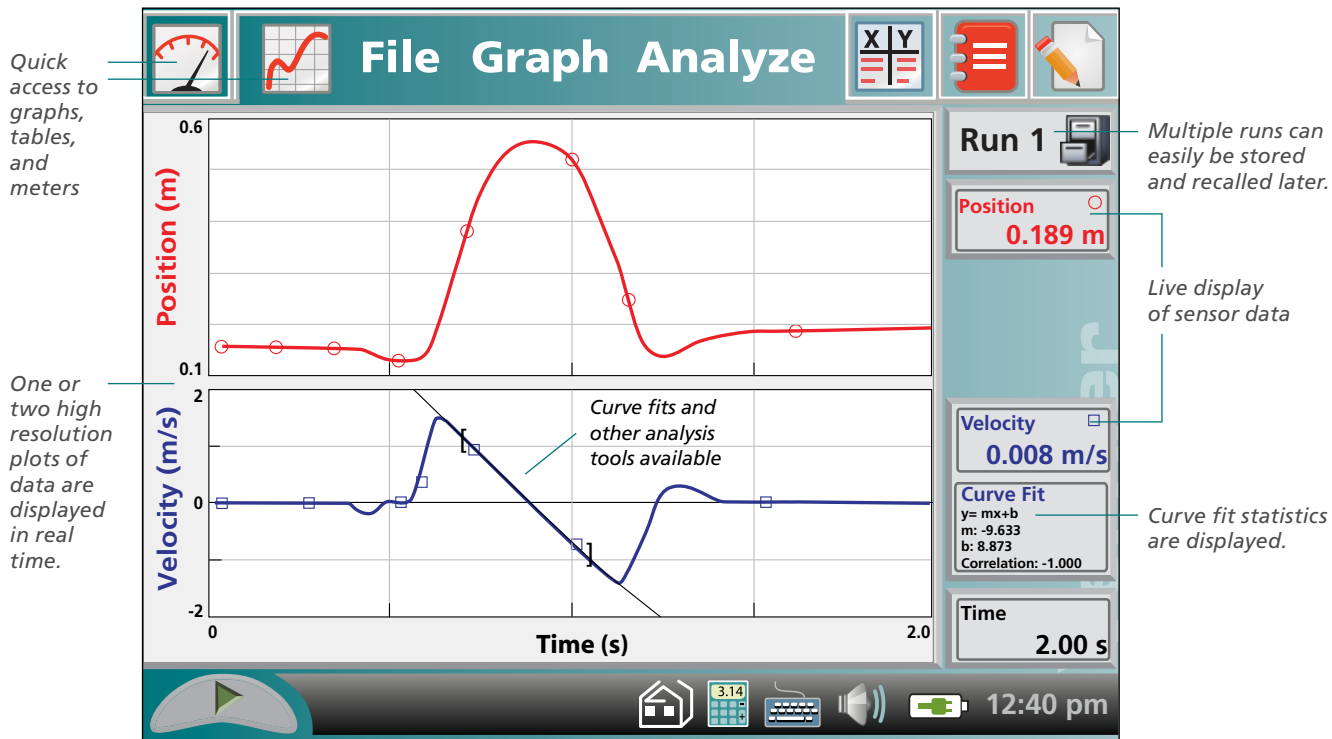 File Graph Analyze
X Y
Quick
access to
graphs,
tables,
and
meters
0.6
Position (m)
0.1
Run 1
Multiple runs can
easily be stored
and recalled later.
Position
0.189 m
Live display
of sensor data
One or
two high
resolution
plots of
data are
displayed
in real
time.
2
Velocity (m/s)
0
-2
Curve fits and
other analysis
tools available
[
]
Velocity
0.008 m/s
Curve Fit
y= mx+b
m: -9.633
b: 8.873
Correlation: -1.000
Curve fit statistics
are displayed.
0
Time (s)
2.0
Time
2.00 s
3.14
12:40 pm